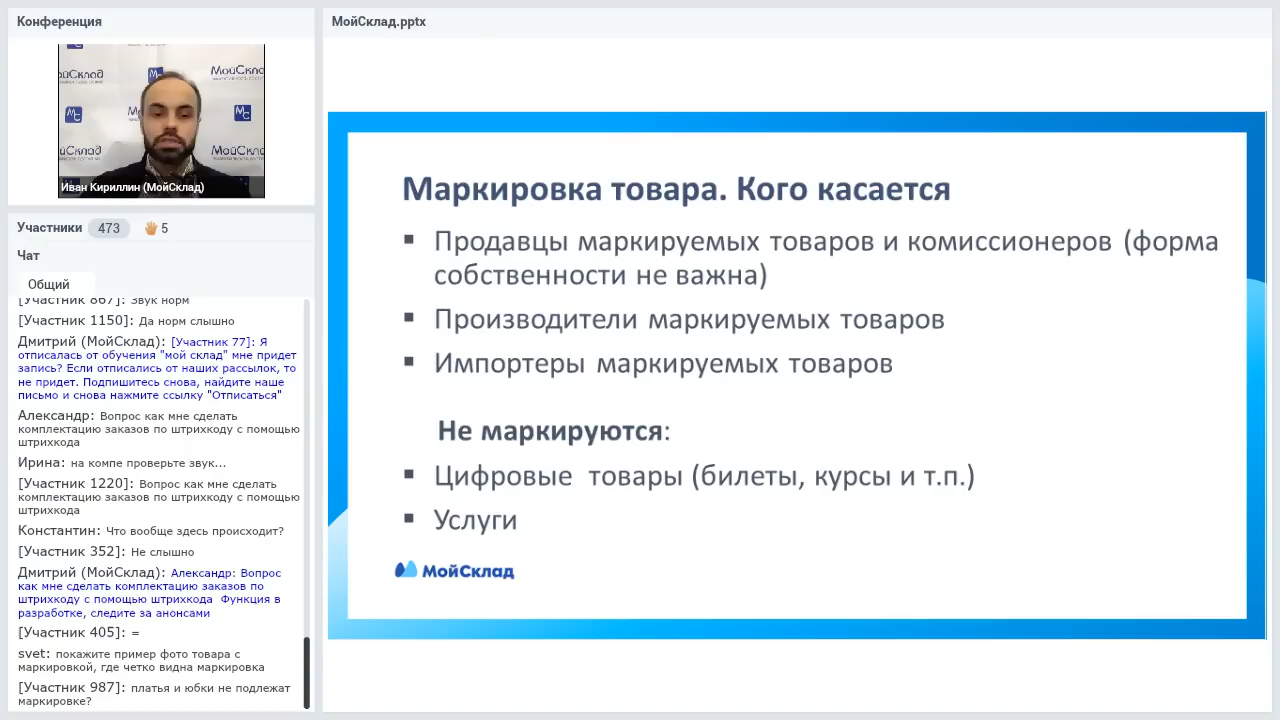 Конференция
МойСклад.pptx
ойСклад
МойСкла
МС
МС
МС
МойСклад
Иван Кириллин (МойСклад)
Участники 473 5
Чат
Общий
[Участник 867]: Звук норм
[Участник 1150]: Да норм слышно
Дмитрий (МойСклад): [Участник 77]: Я
отписалась от обучения "мой склад" мне придет
запись? Если отписались от наших рассылок, то
не придет. Подпишитесь снова, найдите наше
письмо и снова нажмите ссылку "Отписаться"
Александр: Вопрос как мне сделать
комплектацию заказов по штрихкоду с помощью
штрихкода
Ирина: на компе проверьте звук...
[Участник 1220]: Вопрос как мне сделать
комплектацию заказов по штрихкоду с помощью
штрихкода
Константин: Что вообще здесь происходит?
[Участник 352]: Не слышно
Дмитрий (МойСклад): Александр: Вопрос
как мне сделать комплектацию заказов по
штрихкоду с помощью штрихкода Функция в
разработке, следите за анонсами
[Участник 405]: =
svet: покажите пример фото товара с
маркировкой, где четко видна маркировка
[Участник 987]: платья и юбки не подлежат
маркировке?
Маркировка товара. Кого касается
▪ Продавцы маркируемых товаров и комиссионеров (форма
собственности не важна)
▪ Производители маркируемых товаров
▪ Импортеры маркируемых товаров
Не маркируются:
▪ Цифровые товары (билеты, курсы и т.п.)
▪ Услуги
МойСклад